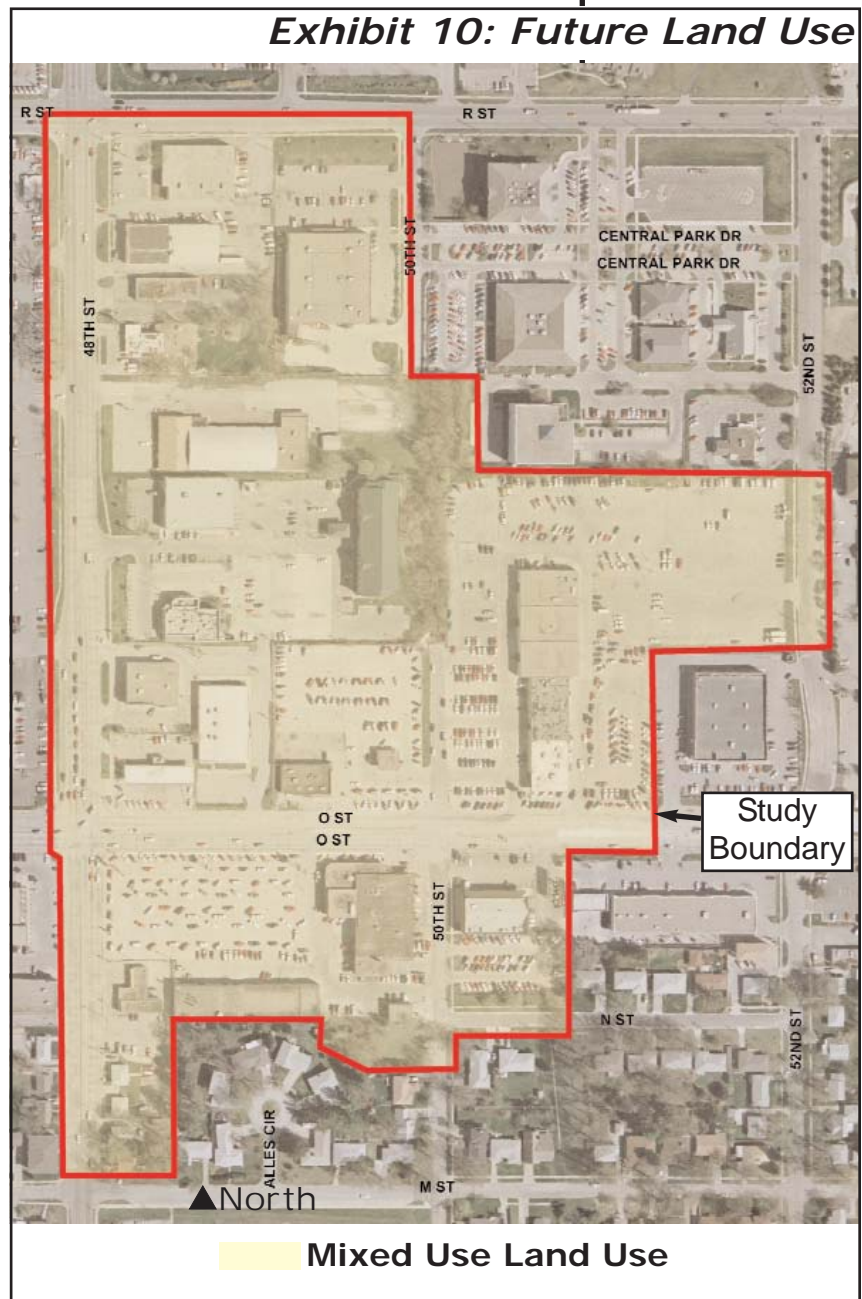 Exhibit 10: Future Land Use
R ST
R ST
50TH ST
CENTRAL PARK DR
CENTRAL PARK DR
48TH ST
52ND ST
O ST
O ST
Study
Boundary
50TH ST
N ST
52ND ST
ALLES CIR
M ST
North
Mixed Use Land Use